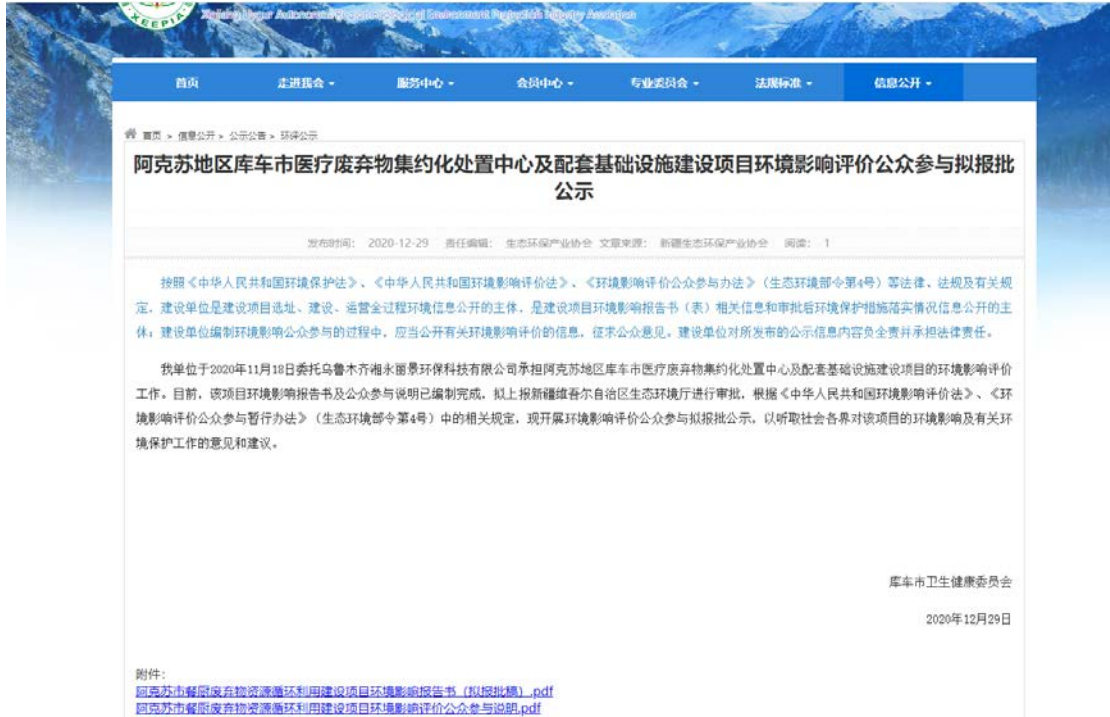 XEEPIA
Xinjiang Uygur Autonomous Region Ecological Environment Protection Industry Association
首页 走进我会 服务中心 会员中心 专业委员会 法规标准 信息公开
首页 > 信息公开 > 公示公告 > 环评公示
阿克苏地区库车市医疗废弃物集约化处置中心及配套基础设施建设项目环境影响评价公众参与拟报批
公示
发布时间: 2020-12-29 责任编辑: 生态环保产业协会 文章来源: 新疆生态环保产业协会 阅读: 1
按照《中华人民共和国环境保护法》、《中华人民共和国环境影响评价法》、《环境影响评价公众参与办法》（生态环境部令第4号）等法律、法规及有关规
定，建设单位是建设项目选址、建设、运营全过程环境信息公开的主体，是建设项目环境影响报告书（表）相关信息和审批后环境保护措施落实情况信息公开的主
体；建设单位编制环境影响公众参与的过程中，应当公开有关环境影响评价的信息，征求公众意见。建设单位对所发布的公示信息内容负全责并承担法律责任。
我单位于2020年11月18日委托乌鲁木齐湘永丽景环保科技有限公司承担阿克苏地区库车市医疗废弃物集约化处置中心及配套基础设施建设项目的环境影响评价
工作。目前，该项目环境影响报告书及公众参与说明已编制完成，拟上报新疆维吾尔自治区生态环境厅进行审批，根据《中华人民共和国环境影响评价法》、《环
境影响评价公众参与暂行办法》（生态环境部令第4号）中的相关规定，现开展环境影响评价公众参与拟报批公示，以听取社会各界对该项目的环境影响及有关环
境保护工作的意见和建议。
库车市卫生健康委员会
2020年12月29日
附件:
阿克苏市餐厨废弃物资源循环利用建设项目环境影响报告书（拟报批稿）.pdf
阿克苏市餐厨废弃物资源循环利用建设项目环境影响评价公众参与说明.pdf